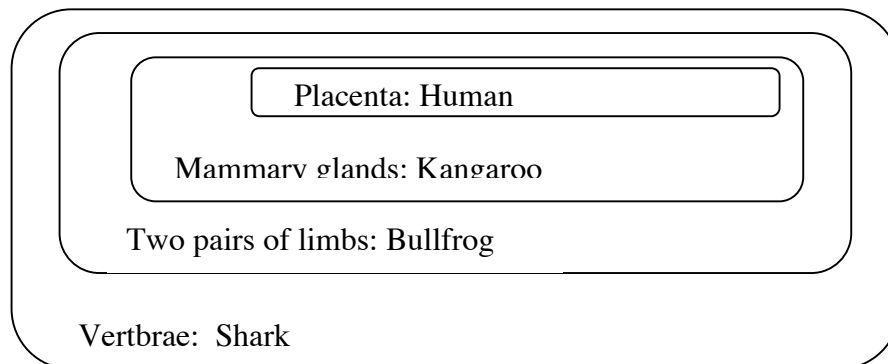 Placenta: Human
Mammary glands: Kangaroo
Two pairs of limbs: Bullfrog
Vertbrae: Shark